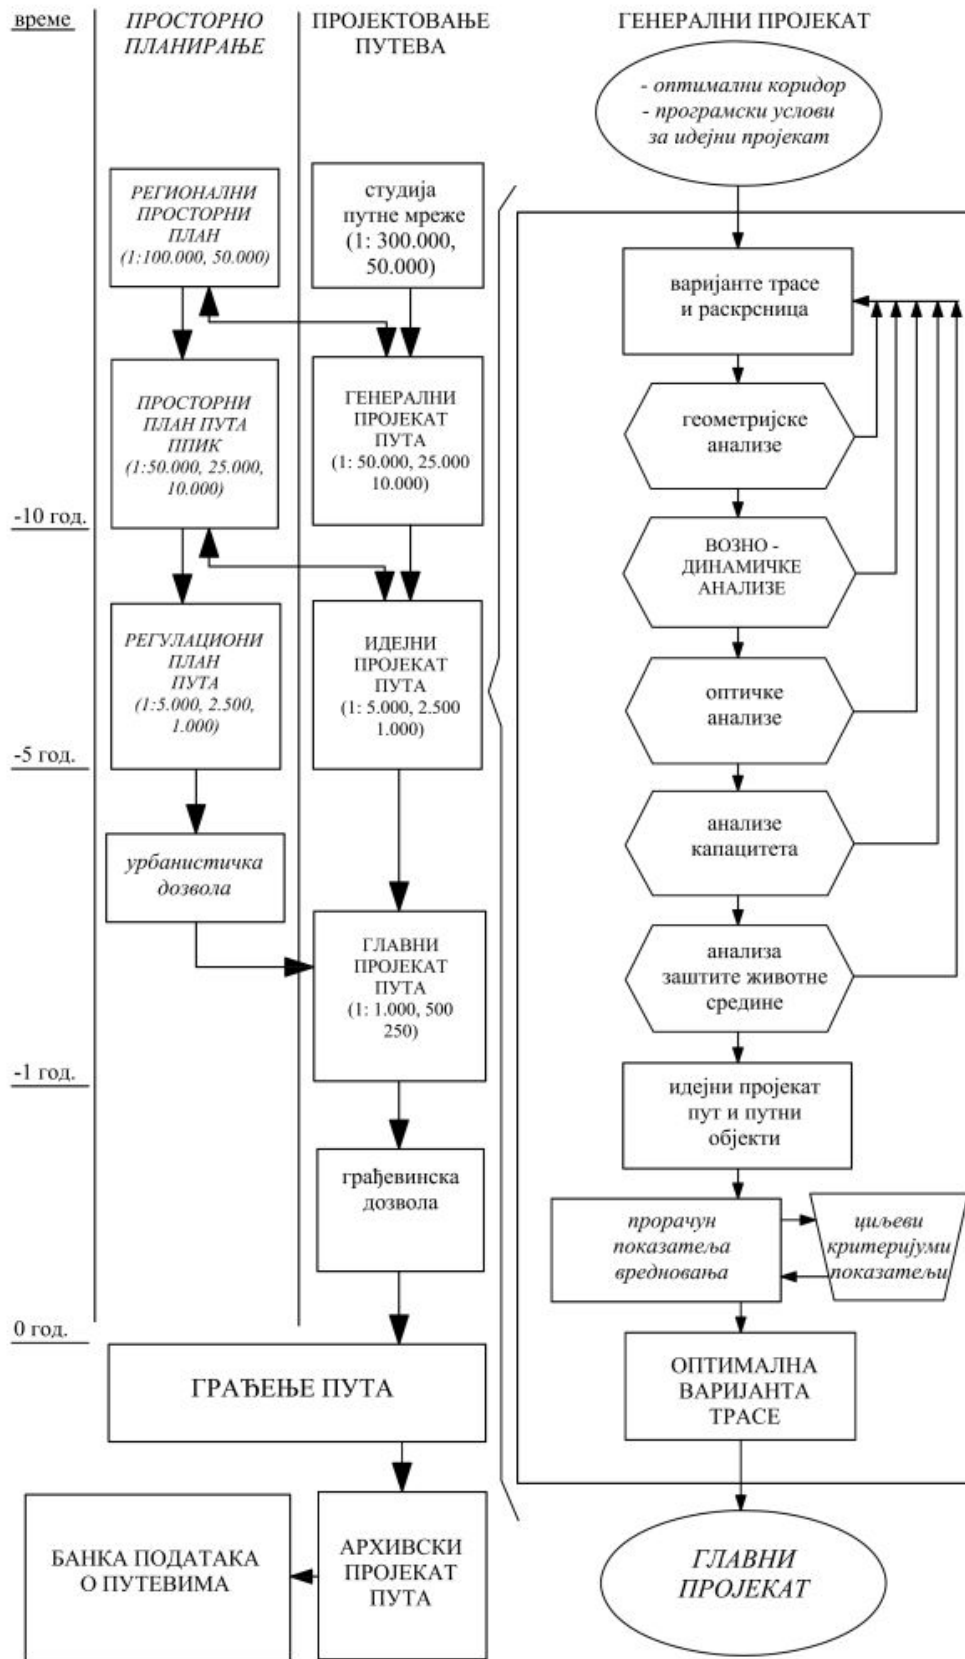 време
ПРОСТОРНО
ПЛАНИРАЊЕ
ПРОЈЕКТОВАЊЕ
ПУТЕВА
РЕГИОНАЛНИ
ПРОСТОРНИ
ПЛАН
(1:100.000, 50.000)
студија
путне мреже
(1: 300.000,
50.000)
ПРОСТОРНИ
ПЛАН ПУТА
ППИК
(1:50.000, 25.000,
10.000)
ГЕНЕРАЛНИ
ПРОЈЕКАТ
ПУТА
(1: 50.000, 25.000
10.000)
-10 год.
РЕГУЛАЦИОНИ
ПЛАН
ПУТА
(1:5.000, 2.500,
1.000)
ИДЕЈНИ
ПРОЈЕКАТ
ПУТА
(1: 5.000, 2.500
1.000)
-5 год.
урбанистичка
дозвола
ГЛАВНИ
ПРОЈЕКАТ
ПУТА
(1: 1.000, 500
250)
-1 год.
грађевинска
дозвола
0 год.
ГРАЂЕЊЕ ПУТА
БАНКА ПОДАТАКА
О ПУТЕВИМА
АРХИВСКИ
ПРОЈЕКАТ
ПУТА
ГЕНЕРАЛНИ ПРОЈЕКАТ
- оптимални коридор
- програмски услови
за идејни пројекат
варијанте трасе
и раскрсница
геометријске
анализе
ВОЗНО -
ДИНАМИЧКЕ
АНАЛИЗЕ
оптичке
анализе
анализе
капацитета
анализа
заштите животне
средине
идејни пројекат
пут и путни
објекти
прорачун
показатеља
вредновања
циљеви
критеријуми
показатељи
ОПТИМАЛНА
ВАРИЈАНТА
ТРАСЕ
ГЛАВНИ
ПРОЈЕКАТ